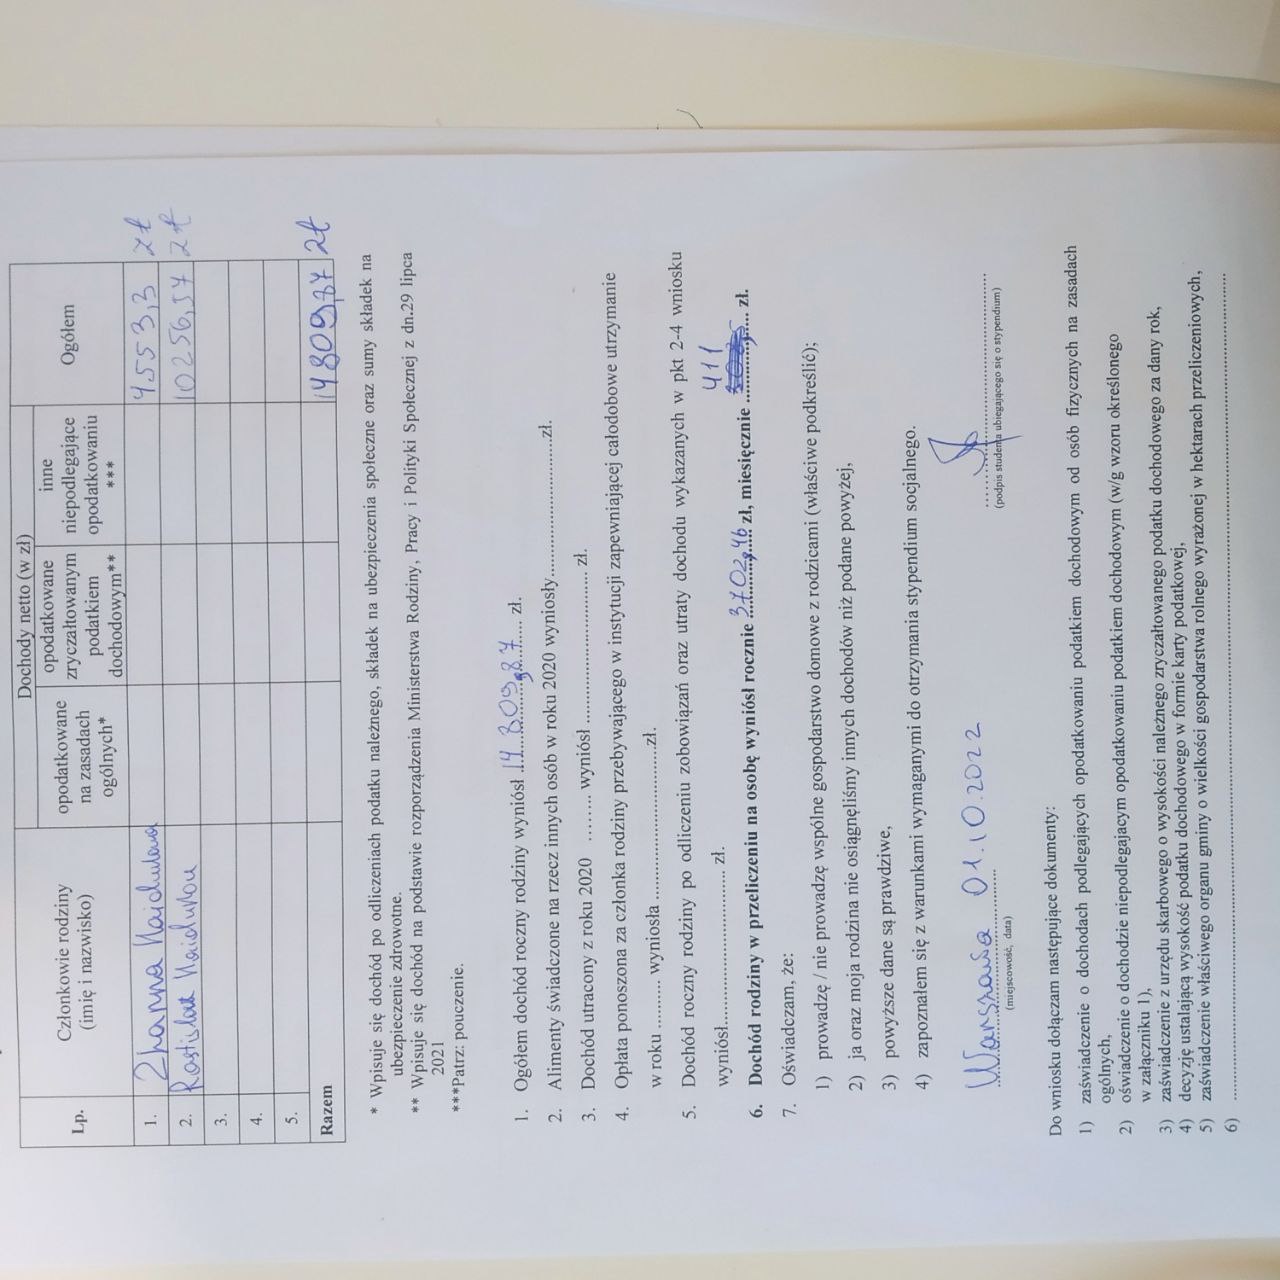 Lp.
Członkowie rodziny
(imię i nazwisko)
Dochody netto (w zł)
opodatkowane
na zasadach
ogólnych*
opodatkowane
zryczałtowanym
podatkiem
dochodowym**
inne
niepodlegające
opodatkowaniu
***
Ogółem
1. Zhanna 4553,3 zł
2. 10256,57 zł
3.
4.
5.
Razem 14809,87 zł
* Wpisuje się dochód po odliczeniach podatku należnego, składek na ubezpieczenia społeczne oraz sumy składek na
ubezpieczenie zdrowotne.
** Wpisuje się dochód na podstawie rozporządzenia Ministerstwa Rodziny, Pracy i Polityki Społecznej z dn.29 lipca
2021
***Patrz: pouczenie.
1. Ogółem dochód roczny rodziny wyniósł 14.809,87 zł.
2. Alimenty świadczone na rzecz innych osób w roku 2020 wyniosły..............................zł.
3. Dochód utracony z roku 2020 ........ wyniósł .............................. zł.
4. Opłata ponoszona za członka rodziny przebywającego w instytucji zapewniającej całodobowe utrzymanie
w roku ......... wyniosła ..............................zł.
5. Dochód roczny rodziny po odliczeniu zobowiązań oraz utraty dochodu wykazanych w pkt 2-4 wniosku
wyniósł.............................. zł.
6. Dochód rodziny w przeliczeniu na osobę wyniósł rocznie 3702,46 zł, miesięcznie 411 zł.
7. Oświadczam, że:
1) prowadzę / nie prowadzę wspólne gospodarstwo domowe z rodzicami (właściwe podkreślić);
2) ja oraz moja rodzina nie osiągnęliśmy innych dochodów niż podane powyżej,
3) powyższe dane są prawdziwe,
4) zapoznałem się z warunkami wymaganymi do otrzymania stypendium socjalnego.
Warszawa 01.10.2022
(miejscowość, data)
(podpis studenta ubiegającego się o stypendium)
Do wniosku dołączam następujące dokumenty:
1) zaświadczenie o dochodach podlegających opodatkowaniu podatkiem dochodowym od osób fizycznych na zasadach
ogólnych,
2) oświadczenie o dochodzie niepodlegającym opodatkowaniu podatkiem dochodowym (w/g wzoru określonego
w załączniku 1),
3) zaświadczenie z urzędu skarbowego o wysokości należnego zryczałtowanego podatku dochodowego za dany rok,
4) decyzję ustalającą wysokość podatku dochodowego w formie karty podatkowej,
5) zaświadczenie właściwego organu gminy o wielkości gospodarstwa rolnego wyrażonej w hektarach przeliczeniowych,
6) ..............................